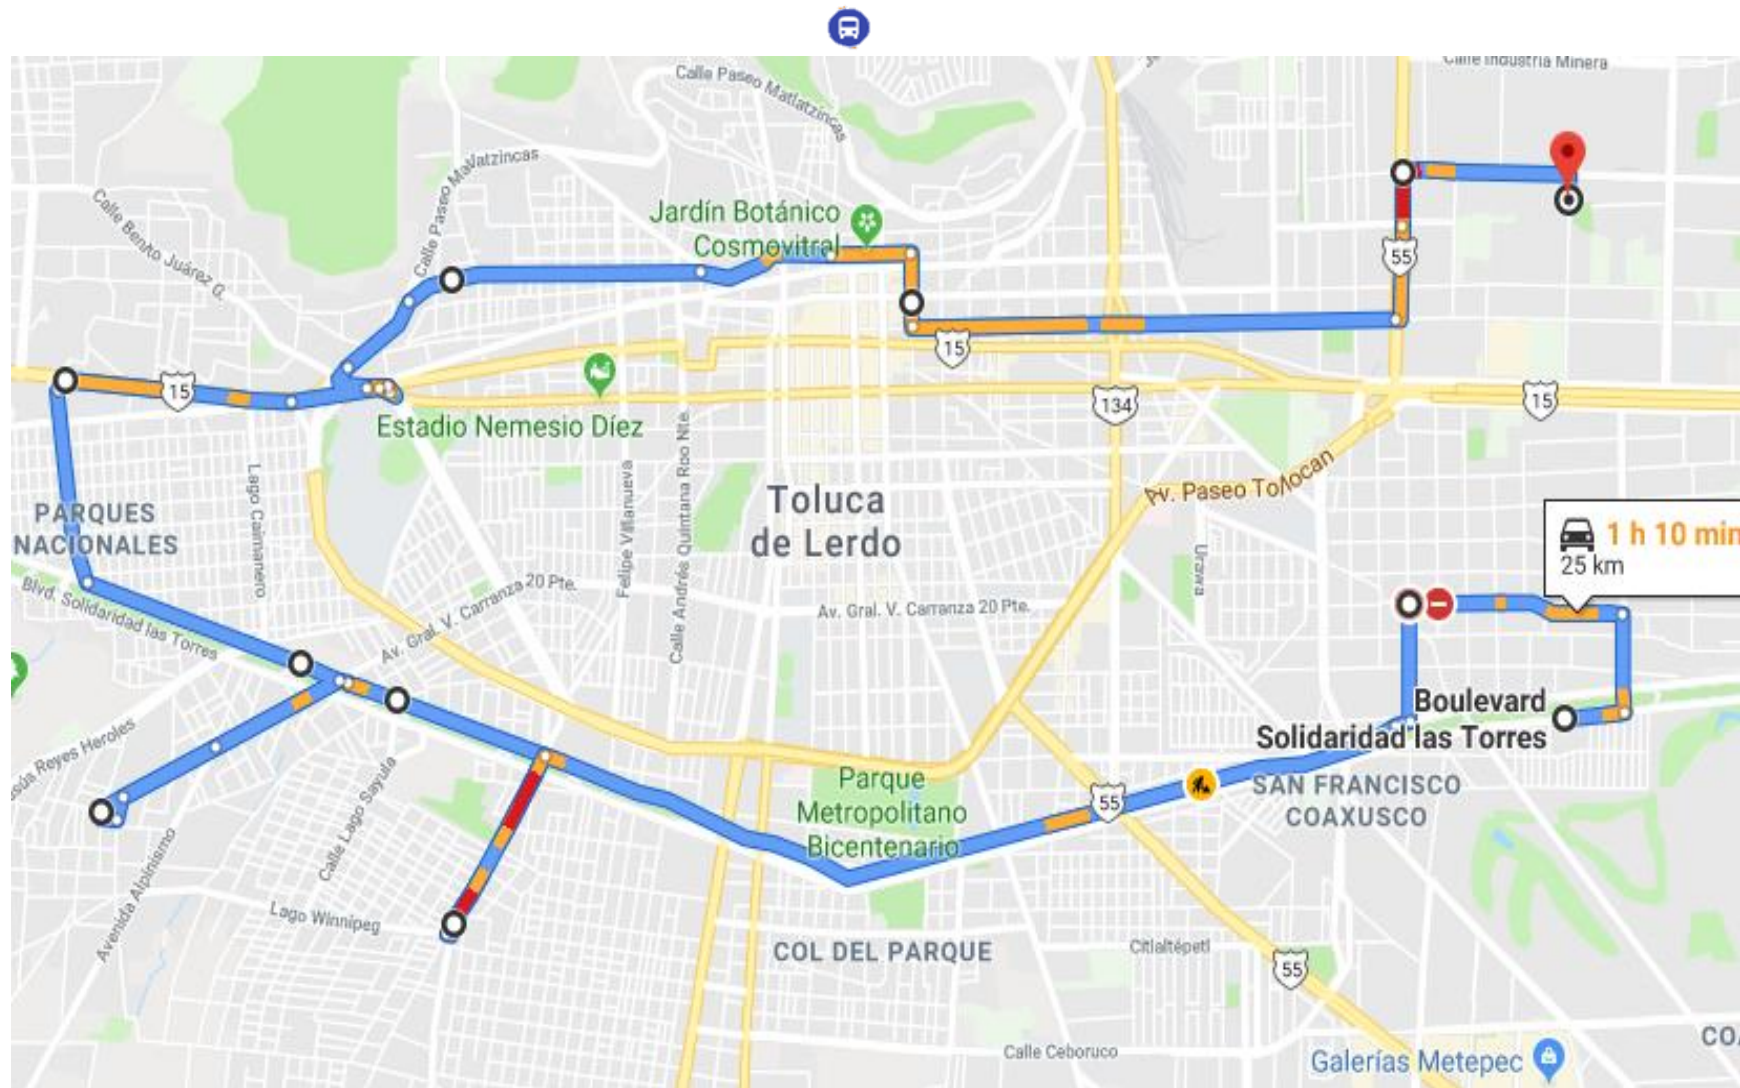 Calle Industria Minera
Calle Paseo Matlatzincas
Calle Paseo Matlatzincas
Calle Benito Juárez G.
Jardín Botánico
Cosmovitral
55
15
15
134
15
Estadio Nemesio Díez
Toluca
de Lerdo
Av. Paseo Tollocan
PARQUES
NACIONALES
Lago Caimanero
Felipe Villanueva
Calle Andrés Quintana Roo Nte.
Urawa
1 h 10 min
25 km
Blvd. Solidaridad las Torres
Av. Gral. V. Carranza 20 Pte.
Av. Gral. V. Carranza 20 Pte.
Boulevard
Solidaridad las Torres
Reyes Heroles
Calle Lago Sayula
Parque
Metropolitano
Bicentenario
55
SAN FRANCISCO
COAXUSCO
Avenida Alpinismo
Lago Winnipeg
COL DEL PARQUE
Citlaltépetl
55
Calle Ceboruco
Galerías Metepec